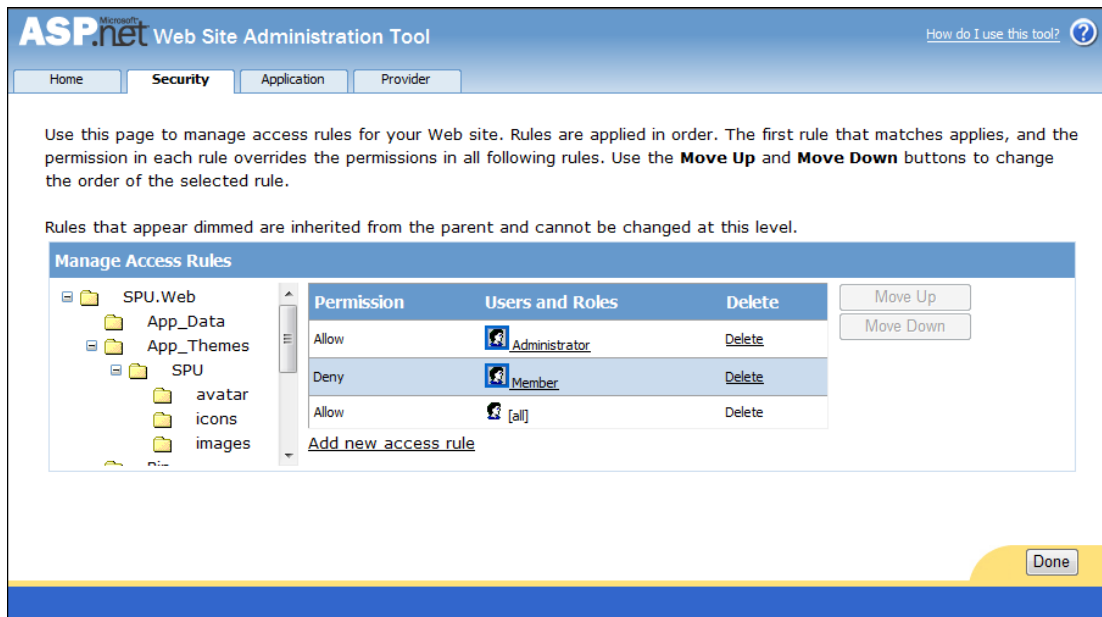 Microsoft
ASP.net Web Site Administration Tool
How do I use this tool? ?
Home Security Application Provider
Use this page to manage access rules for your Web site. Rules are applied in order. The first rule that matches applies, and the
permission in each rule overrides the permissions in all following rules. Use the Move Up and Move Down buttons to change
the order of the selected rule.
Rules that appear dimmed are inherited from the parent and cannot be changed at this level.
Manage Access Rules
SPU.Web
App_Data
App_Themes
SPU
avatar
icons
images
Permission Users and Roles Delete
Allow Administrator Delete
Deny Member Delete
Allow [all] Delete
Add new access rule
Move Up
Move Down
Done